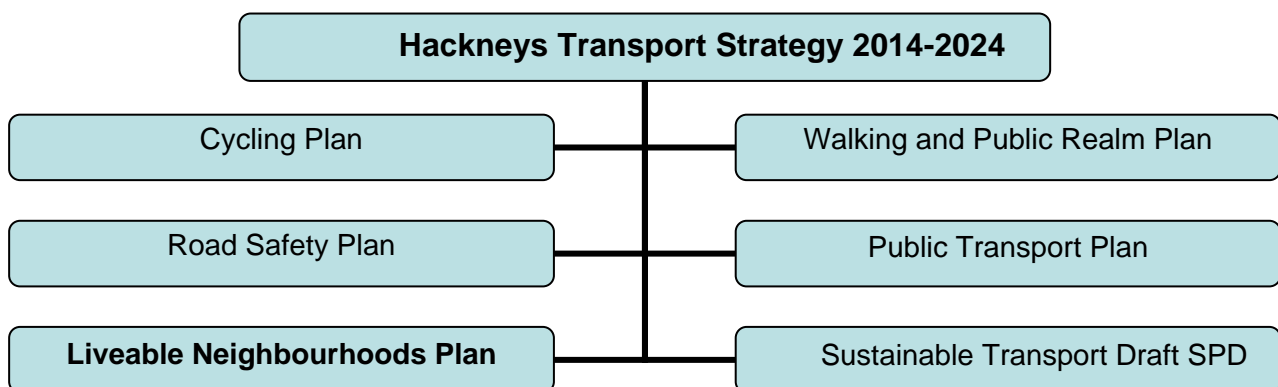 Hackneys Transport Strategy 2014-2024
Cycling Plan
Walking and Public Realm Plan
Road Safety Plan
Public Transport Plan
Liveable Neighbourhoods Plan
Sustainable Transport Draft SPD